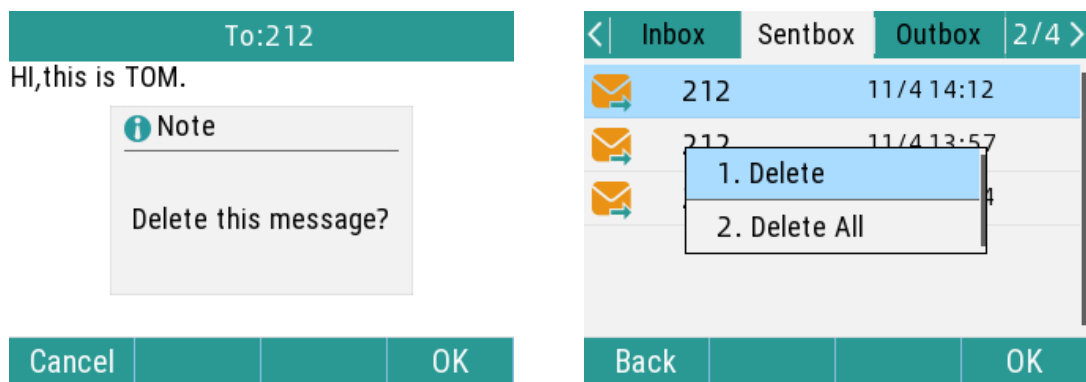 To:212
HI,this is TOM.
Note
Delete this message?
Cancel OK
Inbox Sentbox Outbox 2/4
212 11/4 14:12
212 11/4 13:57
1. Delete
2. Delete All
Back OK